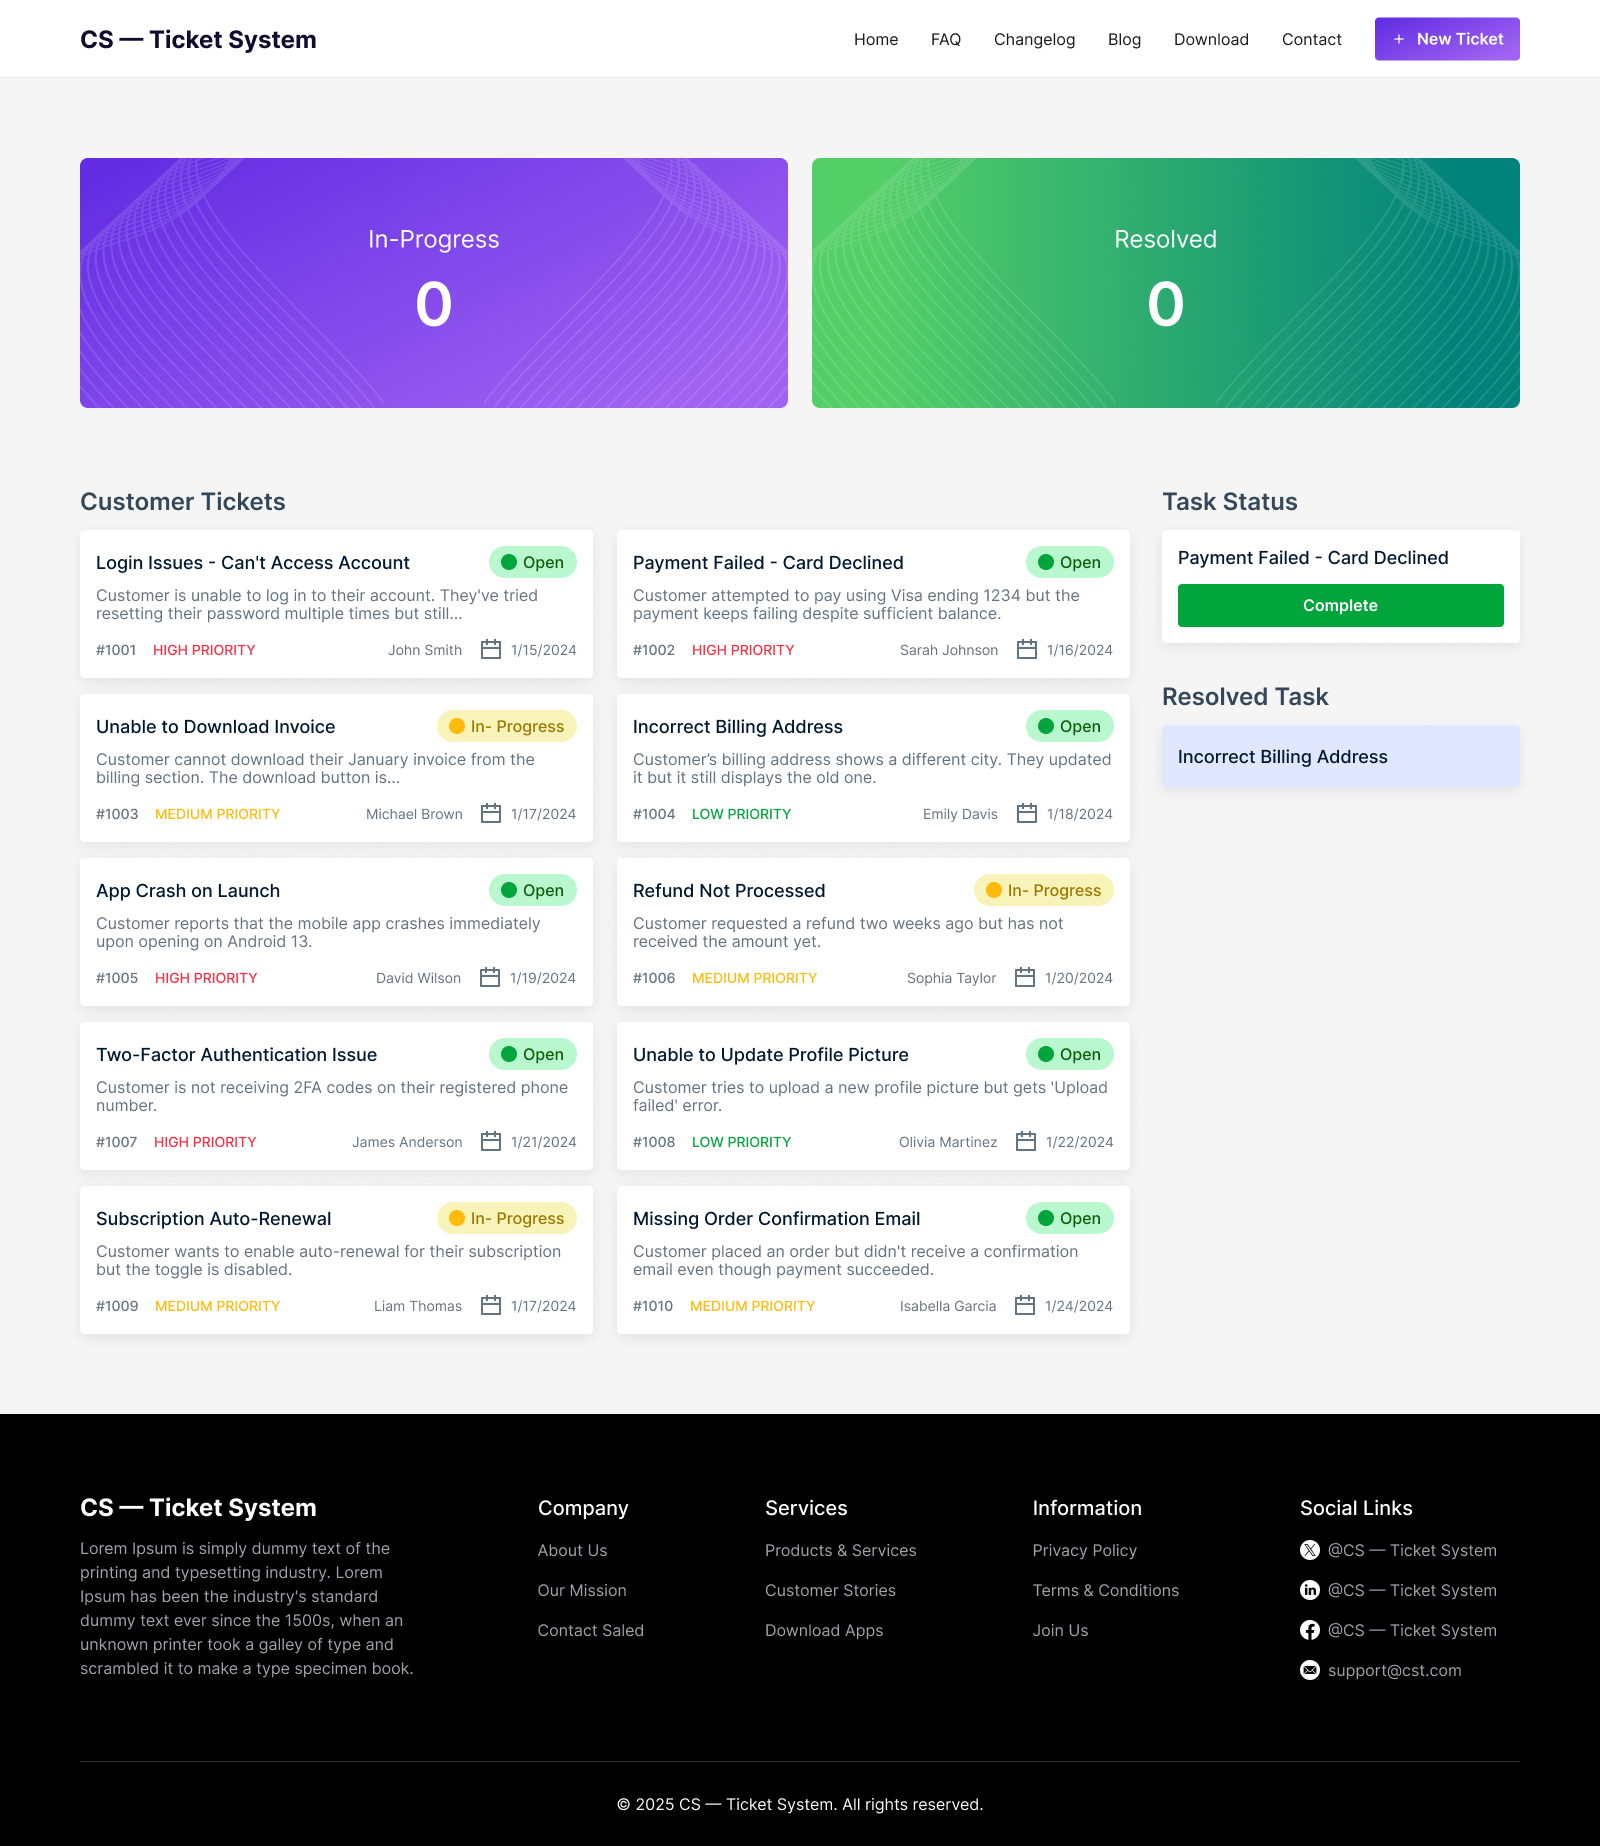 CS — Ticket System
Home FAQ Changelog Blog Download Contact + New Ticket
In-Progress
0
Resolved
0
Customer Tickets
Login Issues - Can't Access Account Open
Customer is unable to log in to their account. They've tried
resetting their password multiple times but still...
#1001 HIGH PRIORITY John Smith 1/15/2024
Payment Failed - Card Declined Open
Customer attempted to pay using Visa ending 1234 but the
payment keeps failing despite sufficient balance.
#1002 HIGH PRIORITY Sarah Johnson 1/16/2024
Unable to Download Invoice In- Progress
Customer cannot download their January invoice from the
billing section. The download button is...
#1003 MEDIUM PRIORITY Michael Brown 1/17/2024
Incorrect Billing Address Open
Customer’s billing address shows a different city. They updated
it but it still displays the old one.
#1004 LOW PRIORITY Emily Davis 1/18/2024
App Crash on Launch Open
Customer reports that the mobile app crashes immediately
upon opening on Android 13.
#1005 HIGH PRIORITY David Wilson 1/19/2024
Refund Not Processed In- Progress
Customer requested a refund two weeks ago but has not
received the amount yet.
#1006 MEDIUM PRIORITY Sophia Taylor 1/20/2024
Two-Factor Authentication Issue Open
Customer is not receiving 2FA codes on their registered phone
number.
#1007 HIGH PRIORITY James Anderson 1/21/2024
Unable to Update Profile Picture Open
Customer tries to upload a new profile picture but gets 'Upload
failed' error.
#1008 LOW PRIORITY Olivia Martinez 1/22/2024
Subscription Auto-Renewal In- Progress
Customer wants to enable auto-renewal for their subscription
but the toggle is disabled.
#1009 MEDIUM PRIORITY Liam Thomas 1/17/2024
Missing Order Confirmation Email Open
Customer placed an order but didn't receive a confirmation
email even though payment succeeded.
#1010 MEDIUM PRIORITY Isabella Garcia 1/24/2024
Task Status
Payment Failed - Card Declined
Complete
Resolved Task
Incorrect Billing Address
CS — Ticket System
Lorem Ipsum is simply dummy text of the
printing and typesetting industry. Lorem
Ipsum has been the industry's standard
dummy text ever since the 1500s, when an
unknown printer took a galley of type and
scrambled it to make a type specimen book.
Company
About Us
Our Mission
Contact Saled
Services
Products & Services
Customer Stories
Download Apps
Information
Privacy Policy
Terms & Conditions
Join Us
Social Links
@CS — Ticket System
@CS — Ticket System
@CS — Ticket System
support@cst.com
© 2025 CS — Ticket System. All rights reserved.